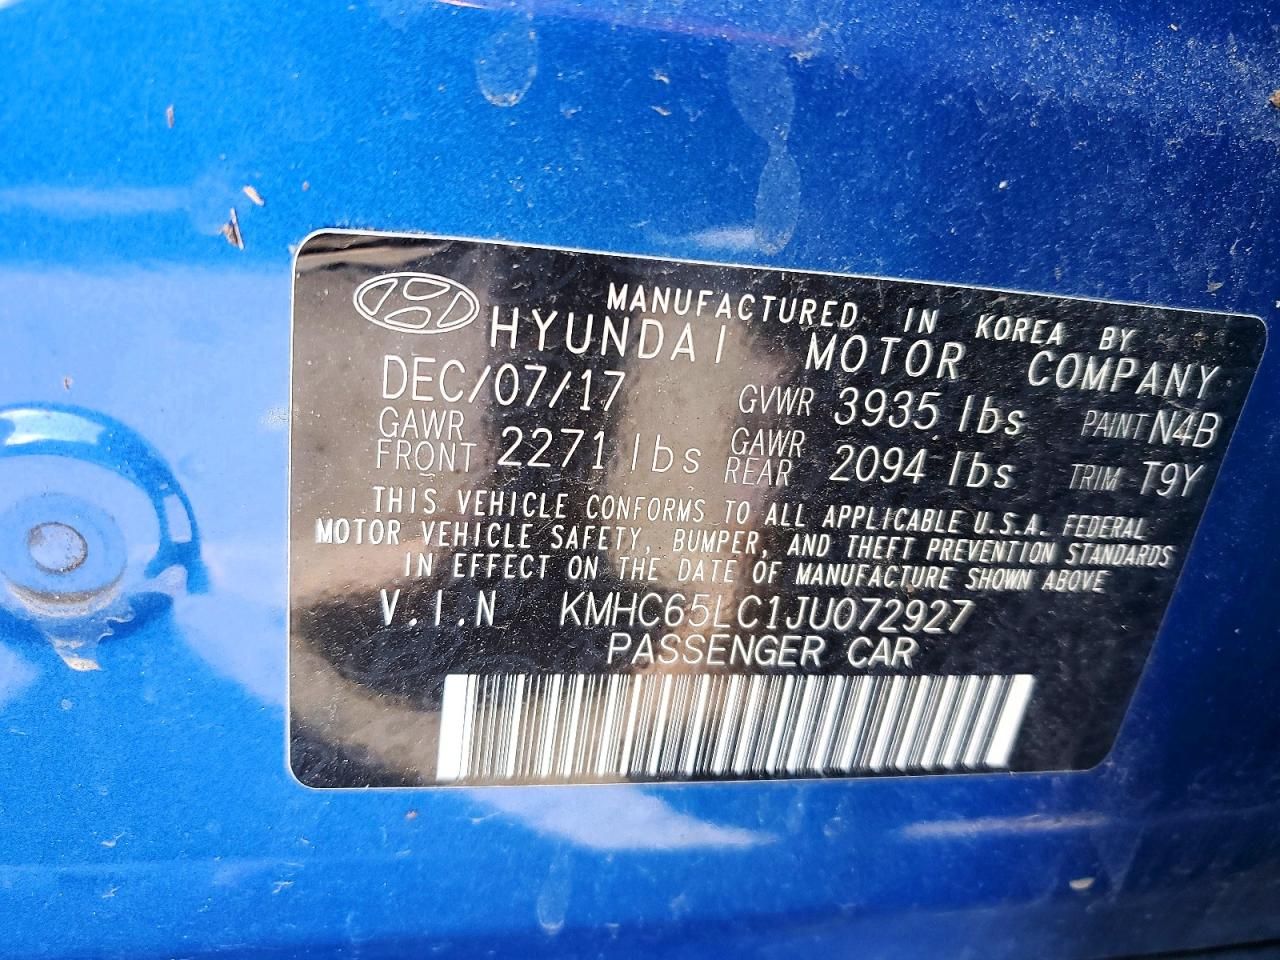 MANUFACTURED IN KOREA BY
HYUNDAI MOTOR COMPANY
DEC/07/17 GVWR 3935 lbs PAINT N4B
GAWR FRONT 2271 lbs GAWR REAR 2094 lbs TRIM T9Y
THIS VEHICLE CONFORMS TO ALL APPLICABLE U.S.A. FEDERAL
MOTOR VEHICLE SAFETY, BUMPER, AND THEFT PREVENTION STANDARDS
IN EFFECT ON THE DATE OF MANUFACTURE SHOWN ABOVE
V.I.N KMHC65LC1JU072927
PASSENGER CAR